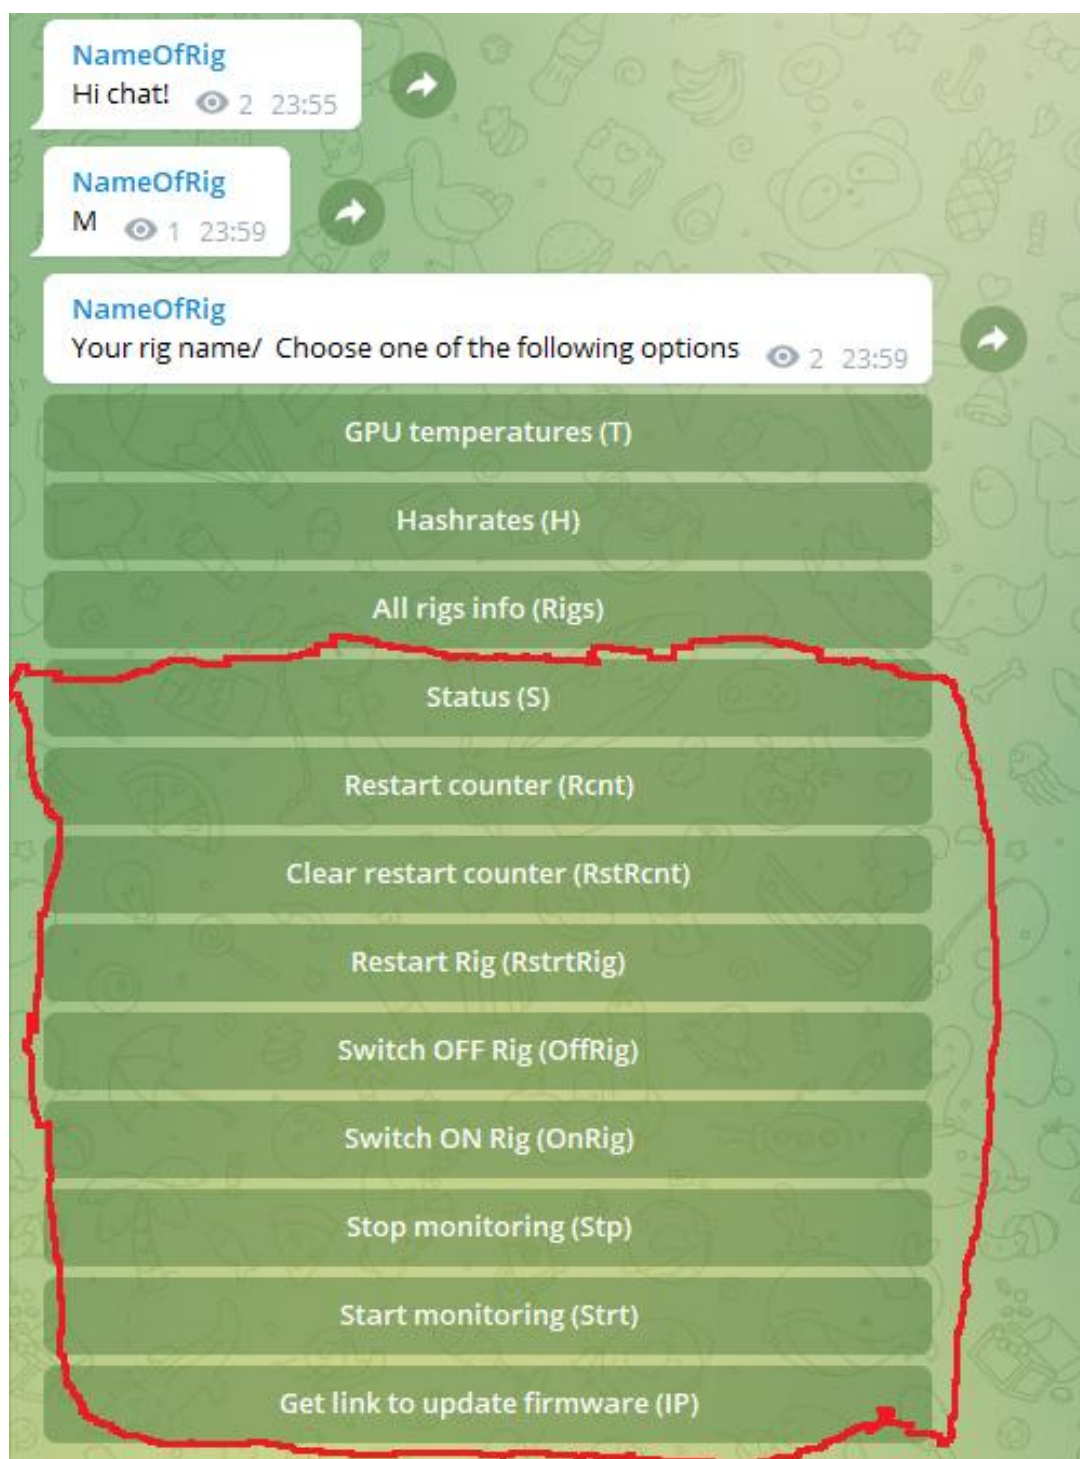 NameOfRig
Hi chat! 2 23:55
NameOfRig
M 1 23:59
NameOfRig
Your rig name/  Choose one of the following options 2 23:59
GPU temperatures (T)
Hashrates (H)
All rigs info (Rigs)
Status (S)
Restart counter (Rcnt)
Clear restart counter (RstRcnt)
Restart Rig (RstrtRig)
Switch OFF Rig (OffRig)
Switch ON Rig (OnRig)
Stop monitoring (Stp)
Start monitoring (Strt)
Get link to update firmware (IP)